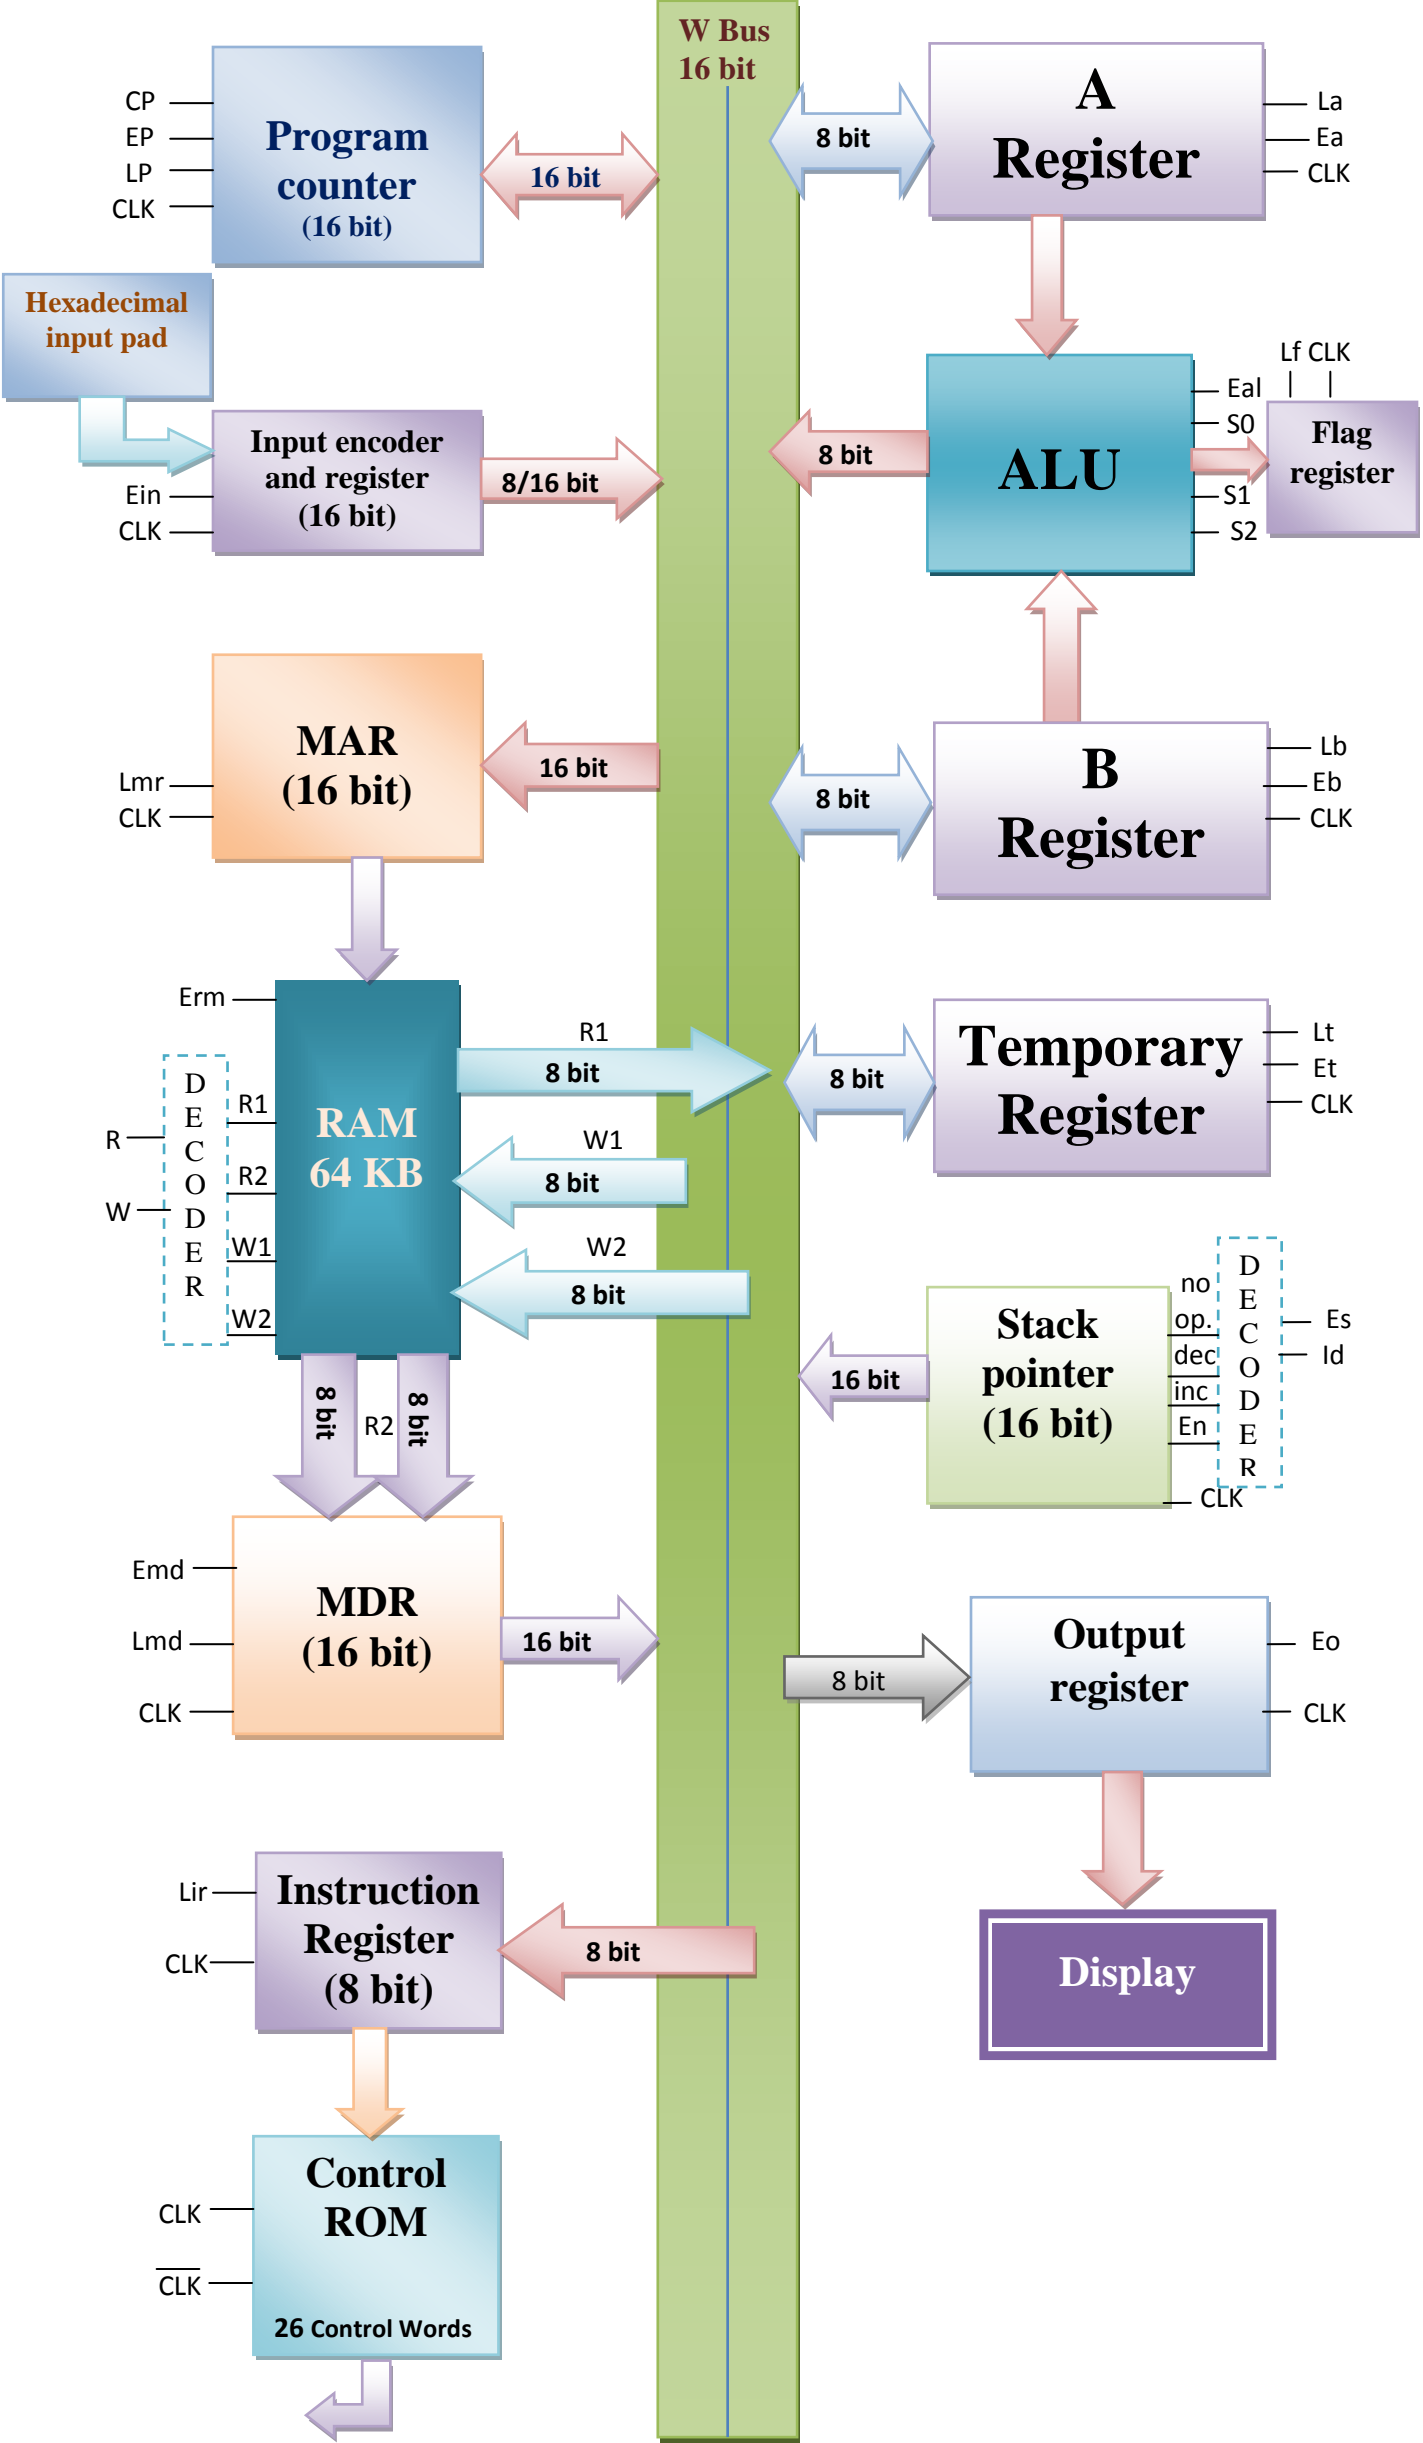 W Bus
16 bit
CP
EP
LP
CLK
Program
counter
(16 bit)
16 bit
8 bit
A
Register
La
Ea
CLK
Hexadecimal
input pad
Input encoder
and register
(16 bit)
Ein
CLK
8/16 bit
8 bit
ALU
Eal
S0
S1
S2
Lf CLK
Flag
register
MAR
(16 bit)
Lmr
CLK
16 bit
8 bit
B
Register
Lb
Eb
CLK
Erm
R
W
D
E
C
O
D
E
R
R1
R2
W1
W2
RAM
64 KB
R1
8 bit
W1
8 bit
W2
8 bit
8 bit
Temporary
Register
Lt
Et
CLK
8 bit
R2
8 bit
16 bit
Stack
pointer
(16 bit)
no
op.
dec
inc
En
CLK
D
E
C
O
D
E
R
Es
Id
Emd
Lmd
CLK
MDR
(16 bit)
16 bit
8 bit
Output
register
Eo
CLK
Display
Lir
CLK
Instruction
Register
(8 bit)
8 bit
Control
ROM
CLK
C̅L̅K̅
26 Control Words